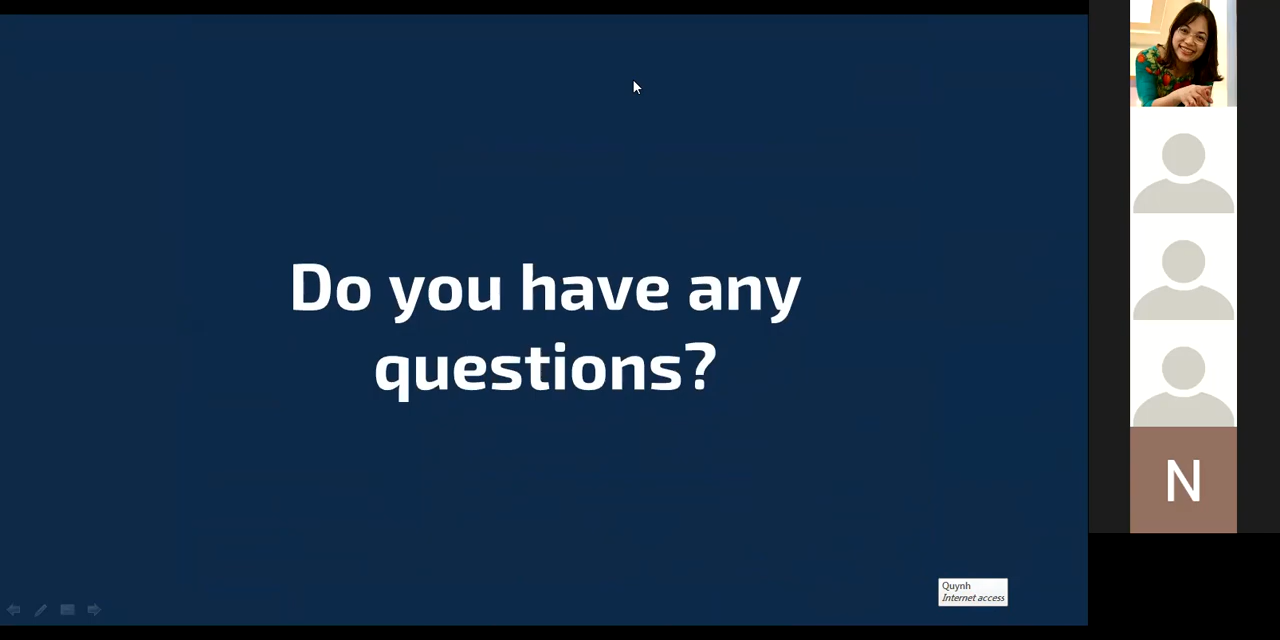 Do you have any
questions?
N
Quynh
Internet access